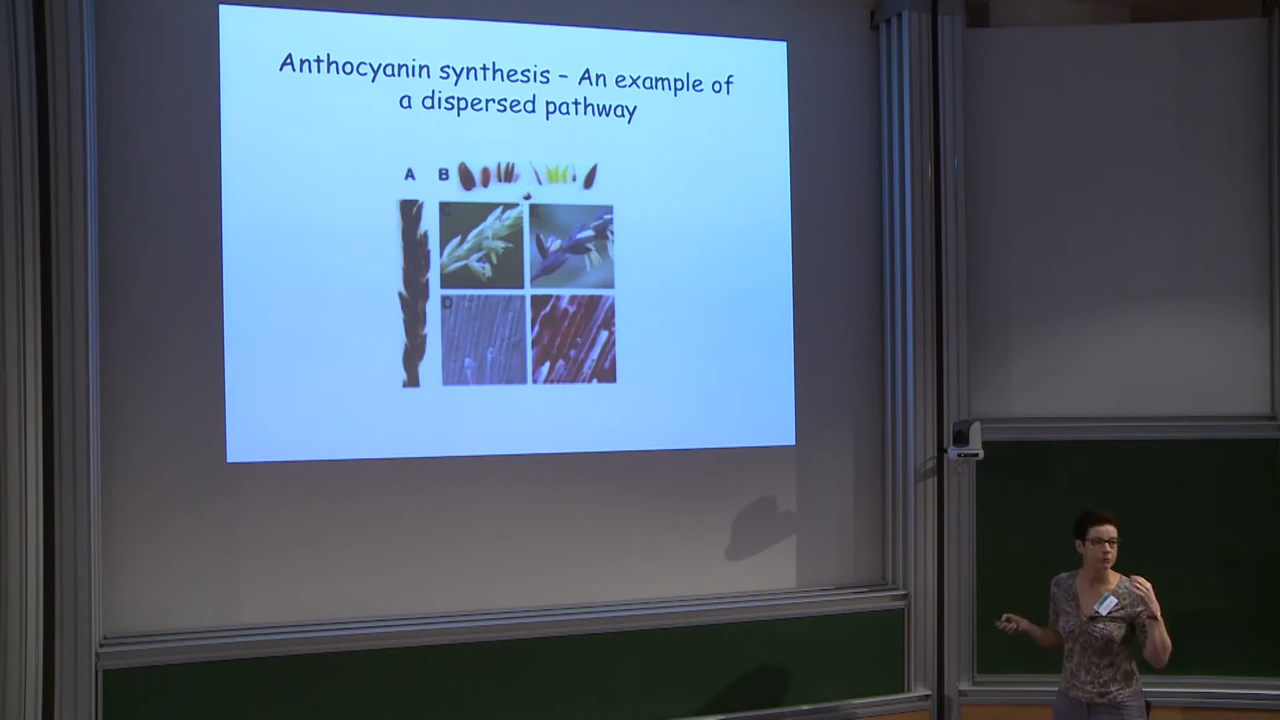 Anthocyanin synthesis – An example of
a dispersed pathway
A B
C E
D